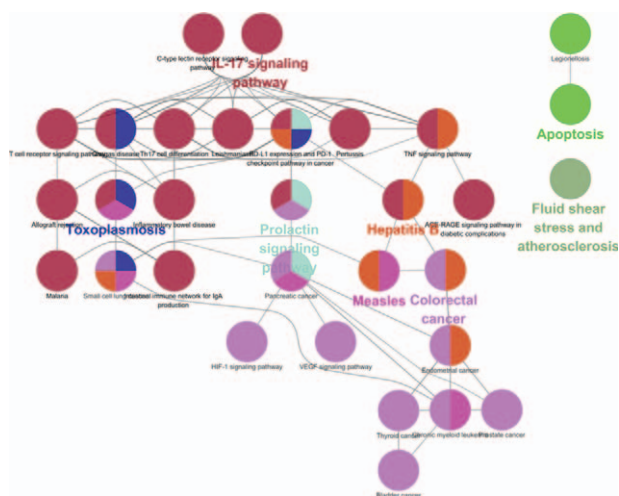 C-type lectin receptor signaling
pathway
IL-17 signaling
pathway
Legionellosis
Apoptosis
T cell receptor signaling pathway
Chagas disease
Th17 cell differentiation
Leishmaniasis
PD-L1 expression and PD-1
checkpoint pathway in cancer
Pertussis
TNF signaling pathway
Allograft rejection
Toxoplasmosis
Inflammatory bowel disease
Prolactin
signaling
pathway
Hepatitis B
AGE-RAGE signaling pathway in
diabetic complications
Fluid shear
stress and
atherosclerosis
Malaria
Small cell lung cancer
Intestinal immune network for IgA
production
Pancreatic cancer
Measles
Colorectal
cancer
HIF-1 signaling pathway
VEGF signaling pathway
Endometrial cancer
Thyroid cancer
Chronic myeloid leukemia
Prostate cancer
Bladder cancer